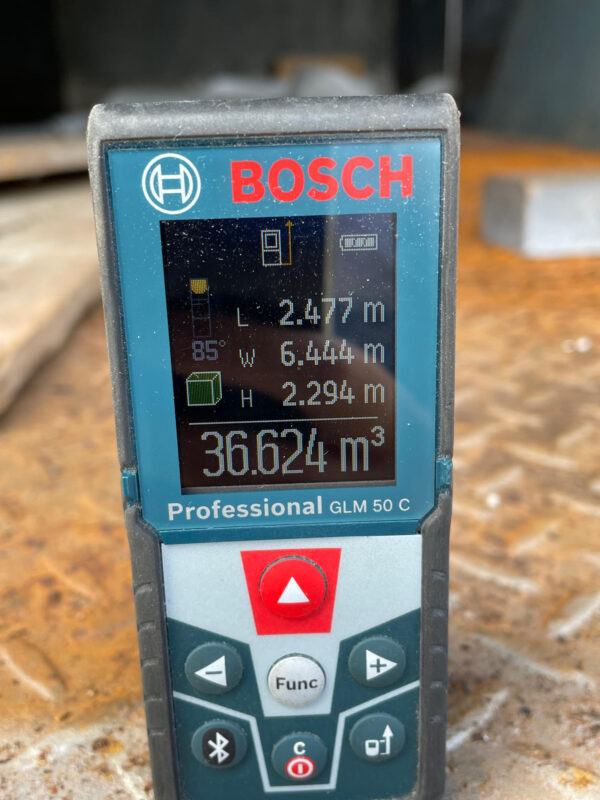 BOSCH
L 2.477 m
85° W 6.444 m
H 2.294 m
36.624 m³
Professional GLM 50 C
Func
C